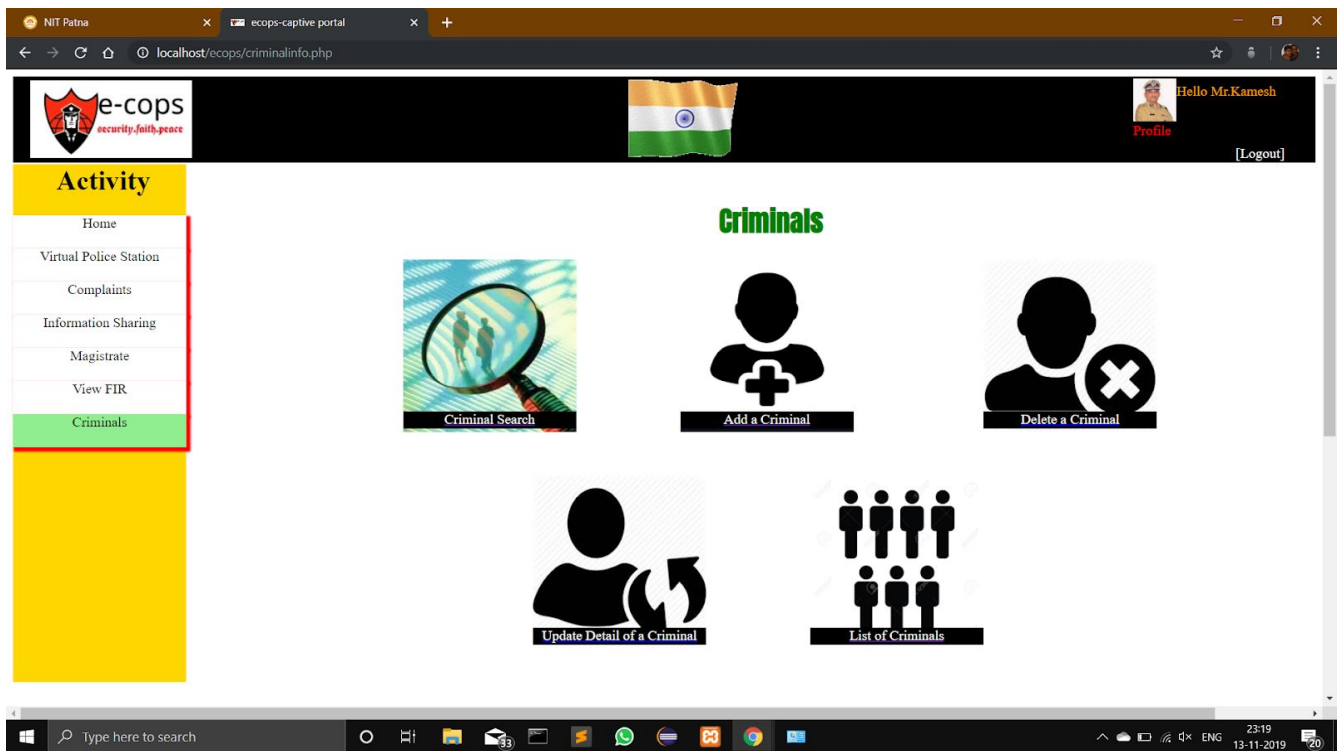 NIT Patna
ecops-captive portal
localhost/ecops/criminalinfo.php
e-cops
security.faith.peace
Hello Mr.Kamesh
Profile
[Logout]
Activity
Home
Virtual Police Station
Complaints
Information Sharing
Magistrate
View FIR
Criminals
Criminals
Criminal Search
Add a Criminal
Delete a Criminal
Update Detail of a Criminal
List of Criminals
Type here to search
33
ENG
23:19
13-11-2019
20